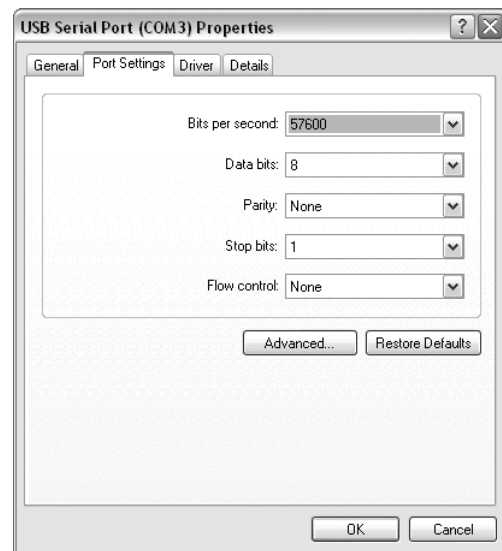 USB Serial Port (COM3) Properties
General Port Settings Driver Details
Bits per second: 57600
Data bits: 8
Parity: None
Stop bits: 1
Flow control: None
Advanced... Restore Defaults
OK Cancel